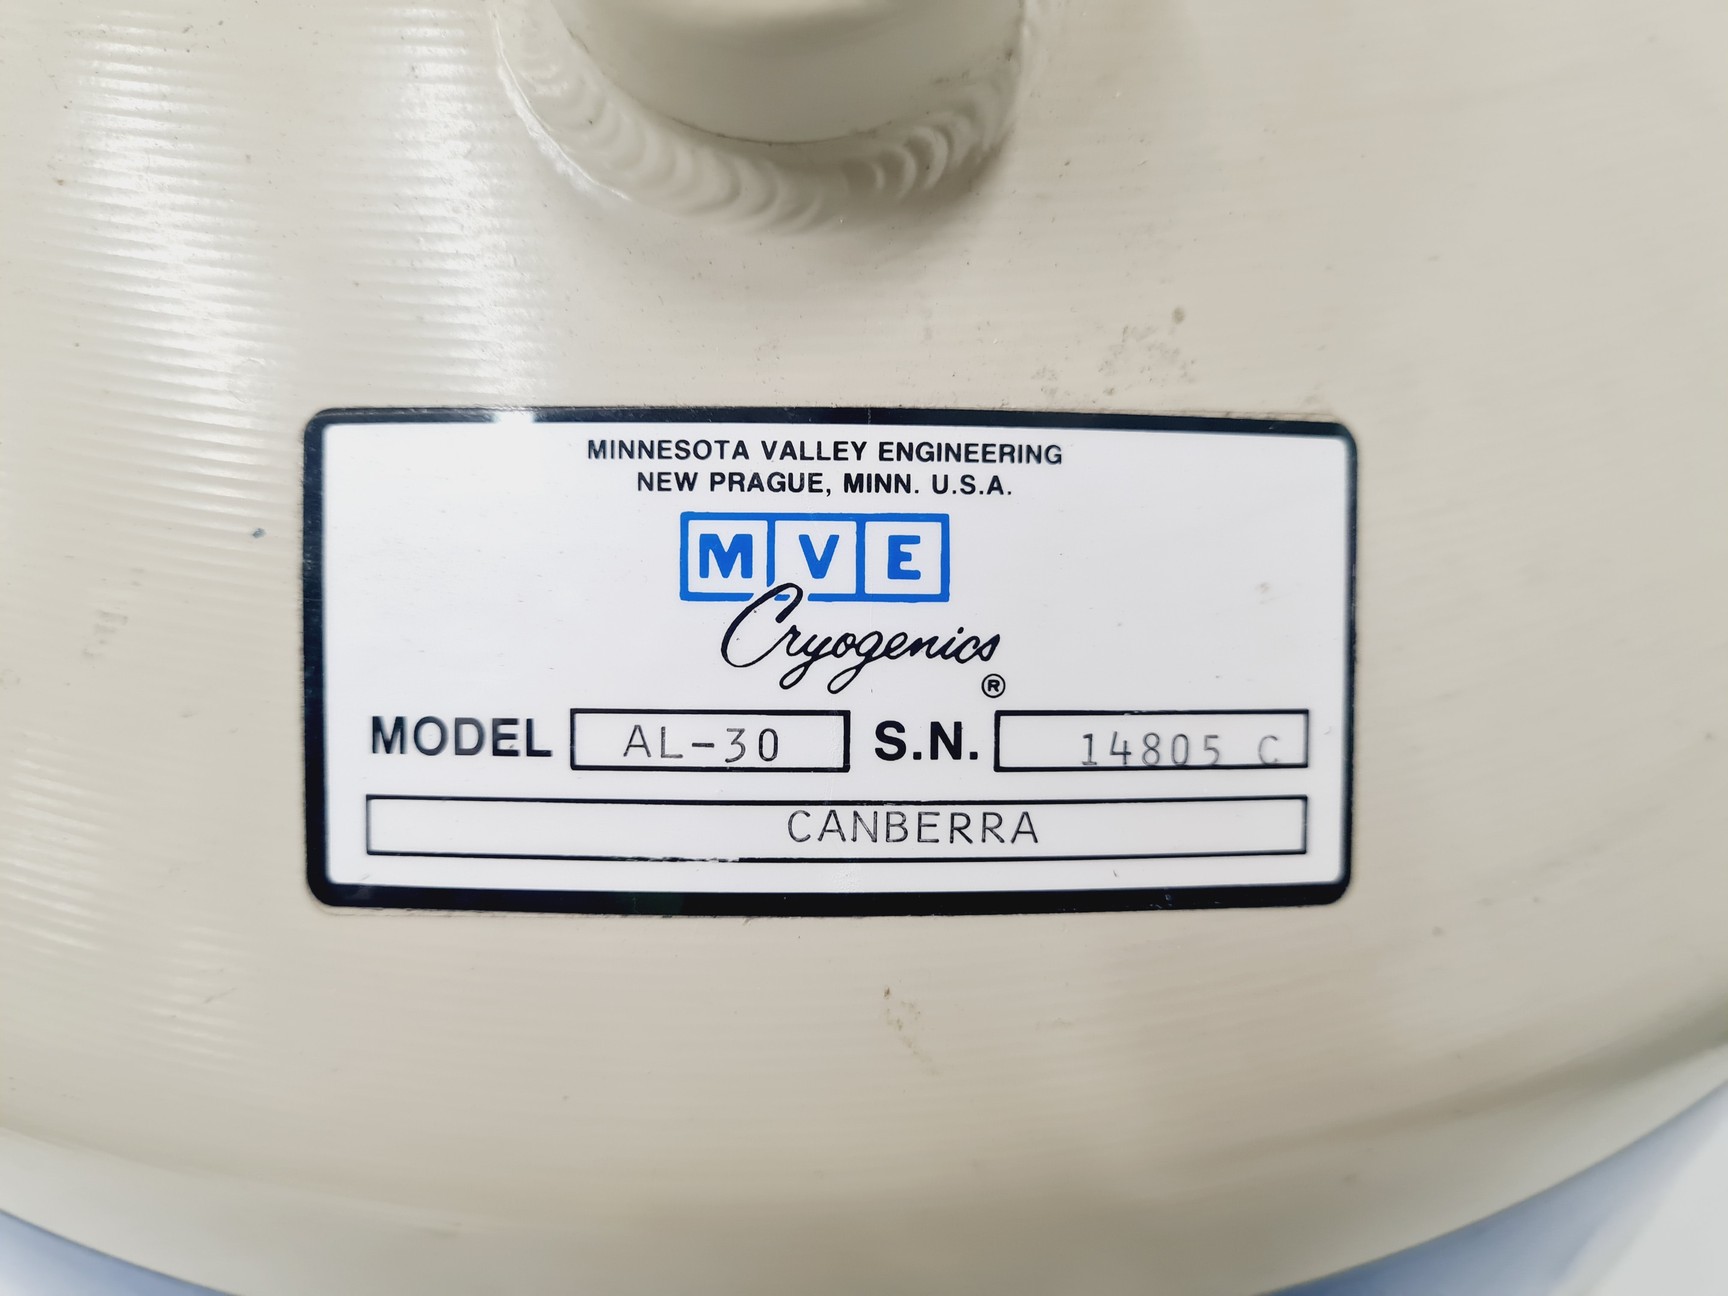 MINNESOTA VALLEY ENGINEERING
NEW PRAGUE, MINN. U.S.A.
MVE
Cryogenics
®
MODEL AL-30 S.N. 14805 C
CANBERRA